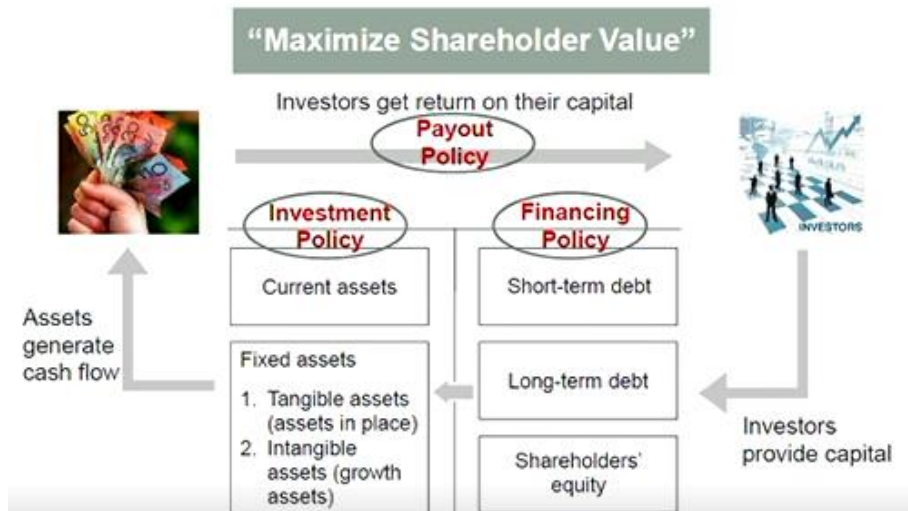 “Maximize Shareholder Value”
Investors get return on their capital
Payout
Policy
Investment
Policy
Financing
Policy
INVESTORS
Current assets
Short-term debt
Assets
generate
cash flow
Fixed assets
1. Tangible assets
(assets in place)
2. Intangible
assets (growth
assets)
Long-term debt
Shareholders’
equity
Investors
provide capital